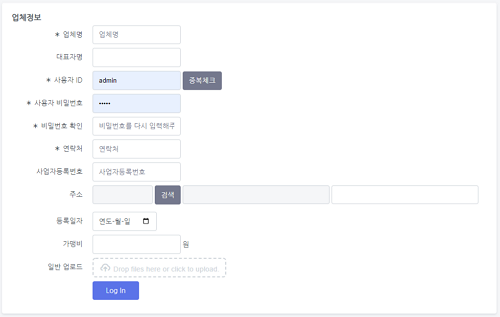 업체정보
* 업체명 업체명
대표자명
* 사용자 ID admin 중복체크
* 사용자 비밀번호 •••••
* 비밀번호 확인 비밀번호를 다시 입력해주
* 연락처 연락처
사업자등록번호 사업자등록번호
주소 검색
등록일자 연도-월-일
가맹비 원
일반 업로드 Drop files here or click to upload
Log In